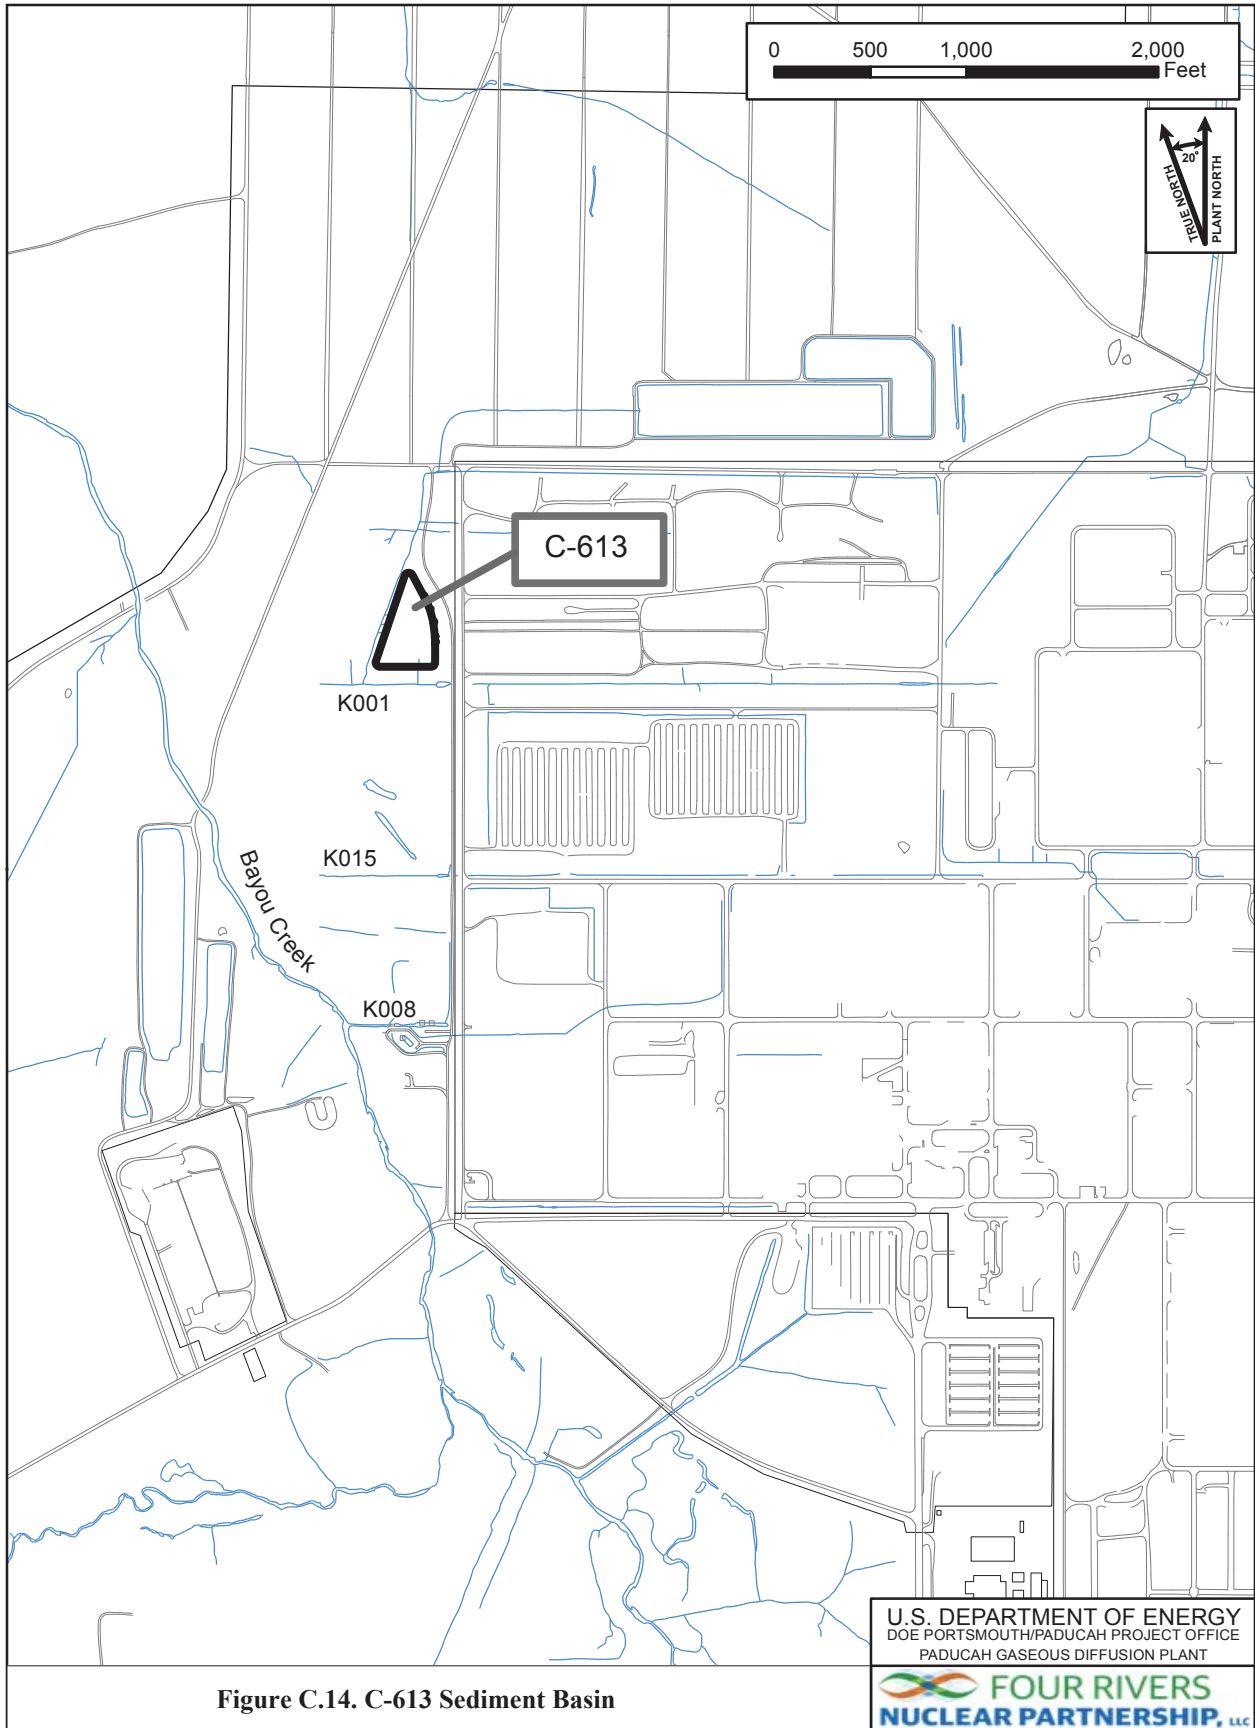 0 500 1,000 2,000
Feet
20°
TRUE NORTH
PLANT NORTH
C-613
K001
K015
Bayou Creek
K008
U.S. DEPARTMENT OF ENERGY
DOE PORTSMOUTH/PADUCAH PROJECT OFFICE
PADUCAH GASEOUS DIFFUSION PLANT
FOUR RIVERS
NUCLEAR PARTNERSHIP, LLC
Figure C.14. C-613 Sediment Basin